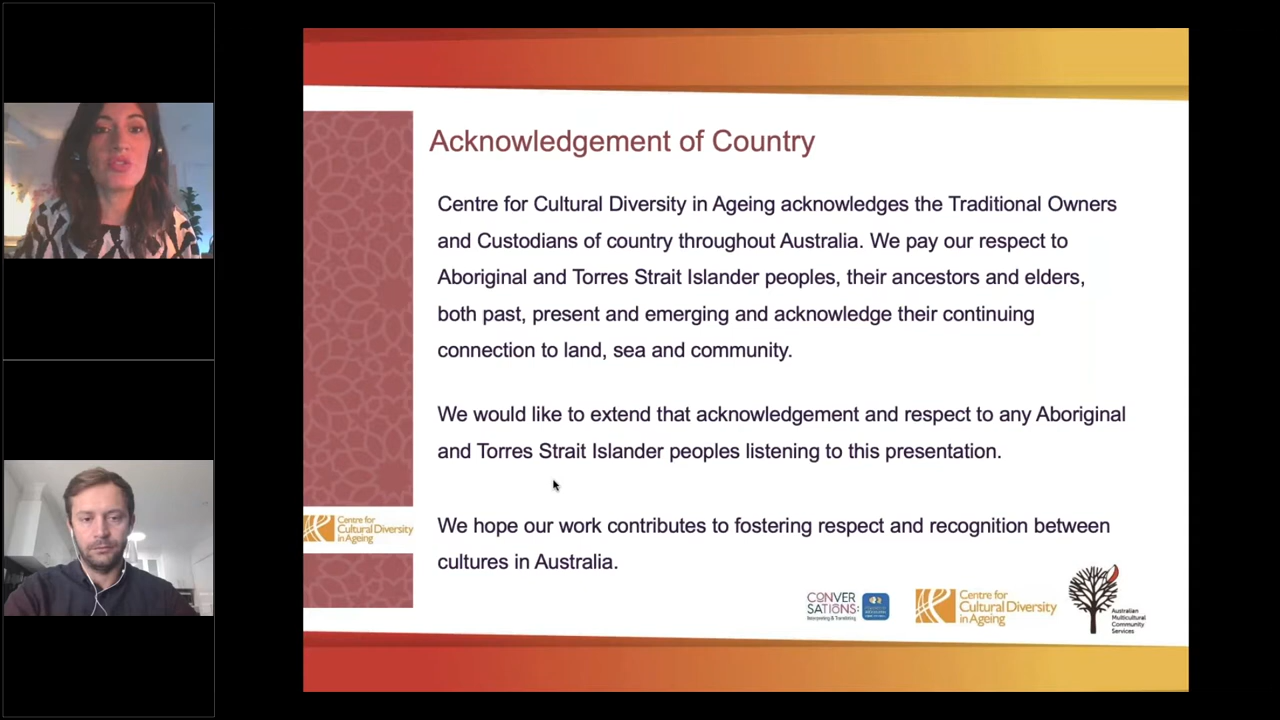 Acknowledgement of Country
Centre for Cultural Diversity in Ageing acknowledges the Traditional Owners
and Custodians of country throughout Australia. We pay our respect to
Aboriginal and Torres Strait Islander peoples, their ancestors and elders,
both past, present and emerging and acknowledge their continuing
connection to land, sea and community.
We would like to extend that acknowledgement and respect to any Aboriginal
and Torres Strait Islander peoples listening to this presentation.
We hope our work contributes to fostering respect and recognition between
cultures in Australia.
Centre for
Cultural Diversity
in Ageing
CONVER
SATIONS:
Interpreting & Translating
Centre for
Cultural Diversity
in Ageing
Australian
Multicultural
Community
Services